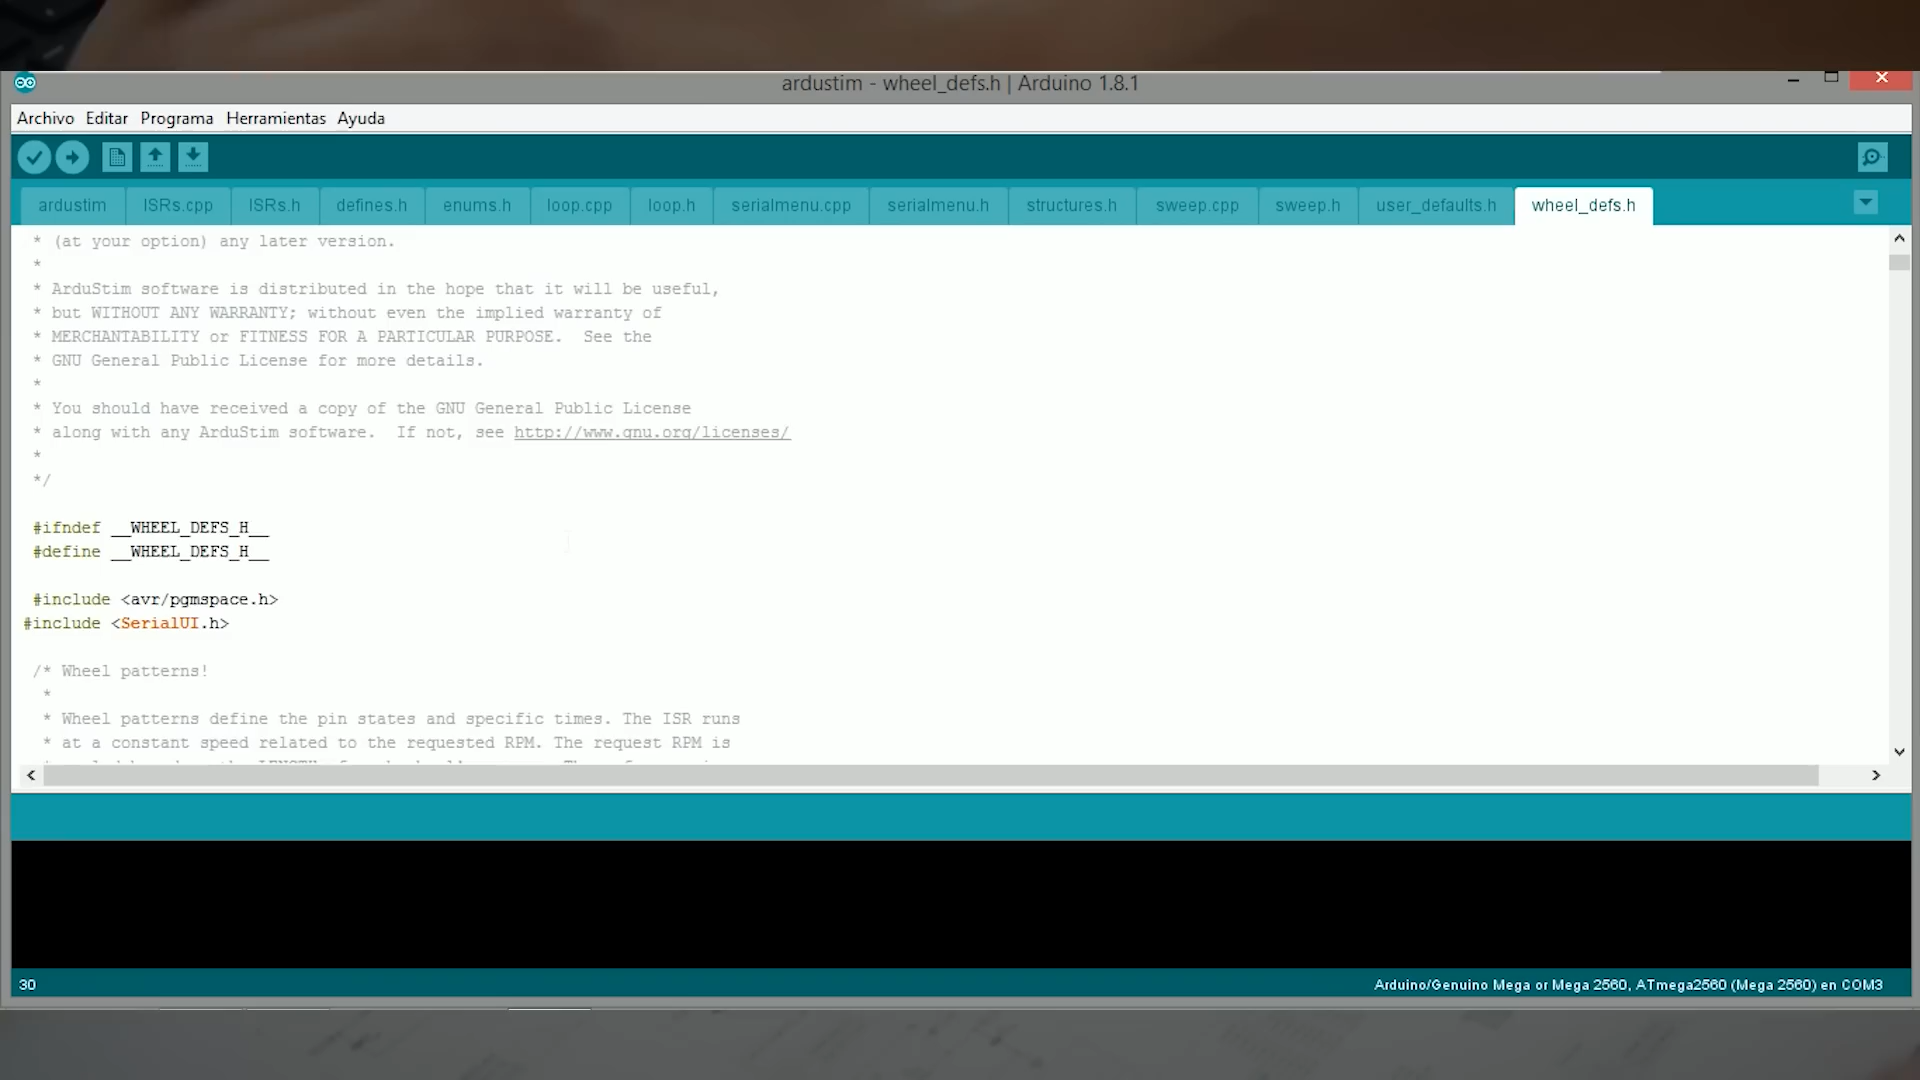 ardustim - wheel_defs.h | Arduino 1.8.1
Archivo Editar Programa Herramientas Ayuda
ardustim ISRs.cpp ISRs.h defines.h enums.h loop.cpp loop.h serialmenu.cpp serialmenu.h structures.h sweep.cpp sweep.h user_defaults.h wheel_defs.h
* (at your option) any later version.
*
* ArduStim software is distributed in the hope that it will be useful,
* but WITHOUT ANY WARRANTY; without even the implied warranty of
* MERCHANTABILITY or FITNESS FOR A PARTICULAR PURPOSE.  See the
* GNU General Public License for more details.
*
* You should have received a copy of the GNU General Public License
* along with any ArduStim software.  If not, see http://www.gnu.org/licenses/
*
*/
#ifndef __WHEEL_DEFS_H__
#define __WHEEL_DEFS_H__
#include <avr/pgmspace.h>
#include <SerialUI.h>
/* Wheel patterns!
*
* Wheel patterns define the pin states and specific times. The ISR runs
* at a constant speed related to the requested RPM. The request RPM is
30
Arduino/Genuino Mega or Mega 2560, ATmega2560 (Mega 2560) en COM3